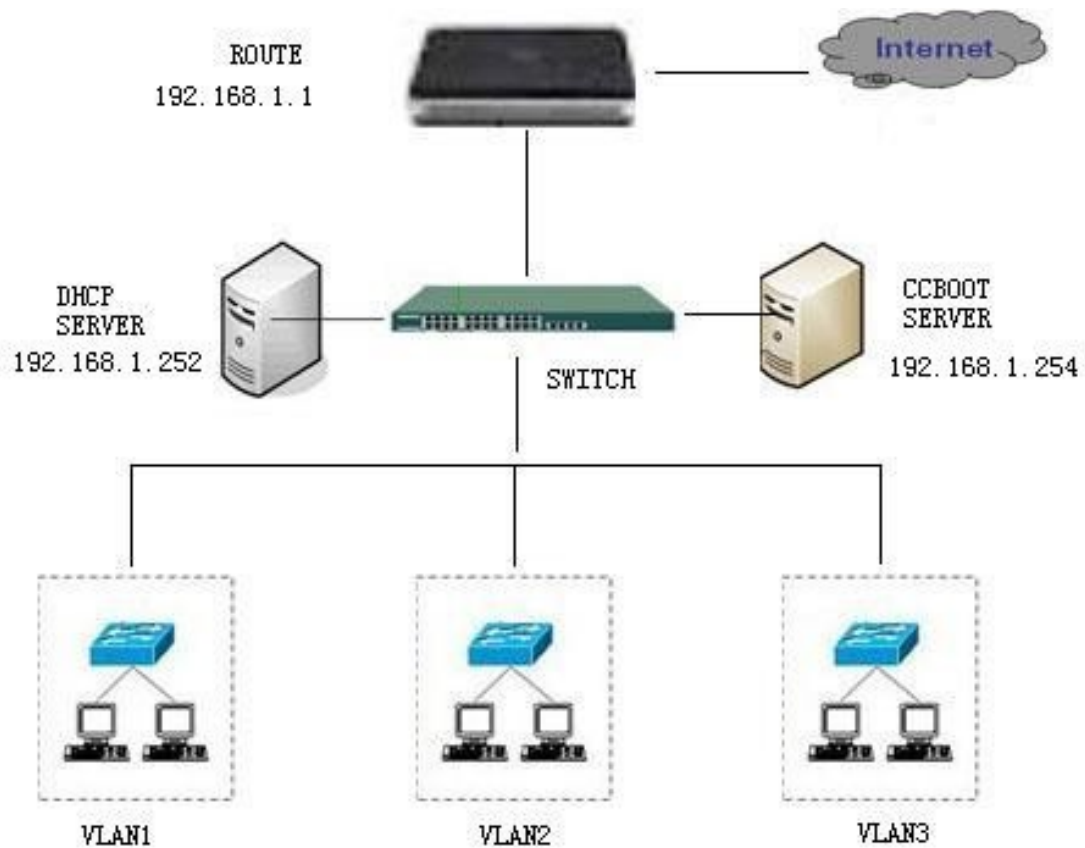 ROUTE
192.168.1.1
Internet
DHCP
SERVER
192.168.1.252
SWITCH
CCBOOT
SERVER
192.168.1.254
VLAN1
VLAN2
VLAN3